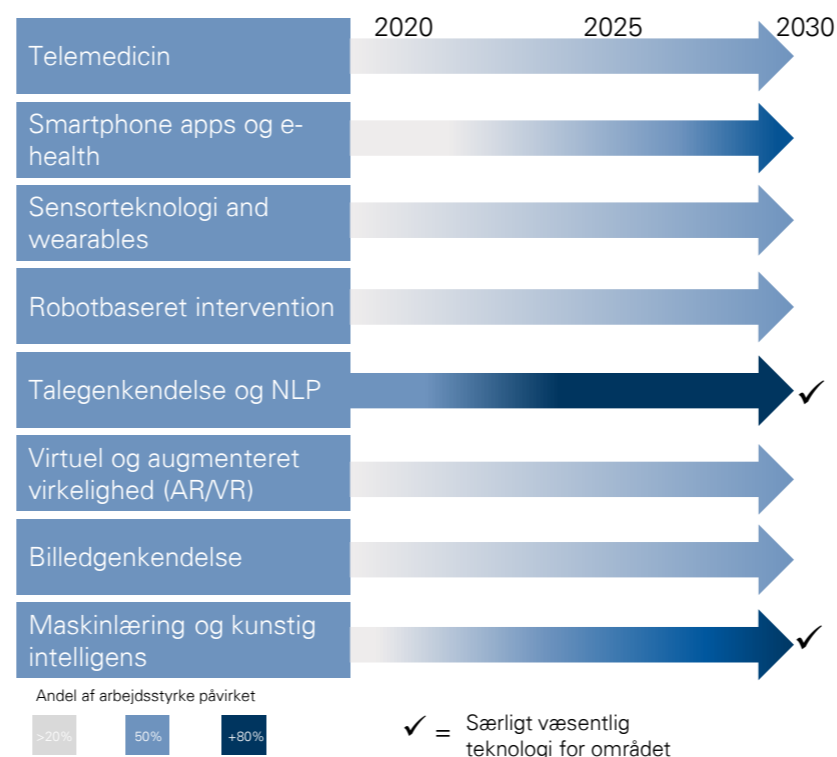 2020 2025 2030
Telemedicin
Smartphone apps og e-
health
Sensorteknologi and
wearables
Robotbaseret intervention
Talegenkendelse og NLP
✓
Virtuel og augmenteret
virkelighed (AR/VR)
Billedgenkendelse
Maskinlæring og kunstig
intelligens
✓
Andel af arbejdsstyrke påvirket
>20% 50% +80%
✓ = Særligt væsentlig
teknologi for området